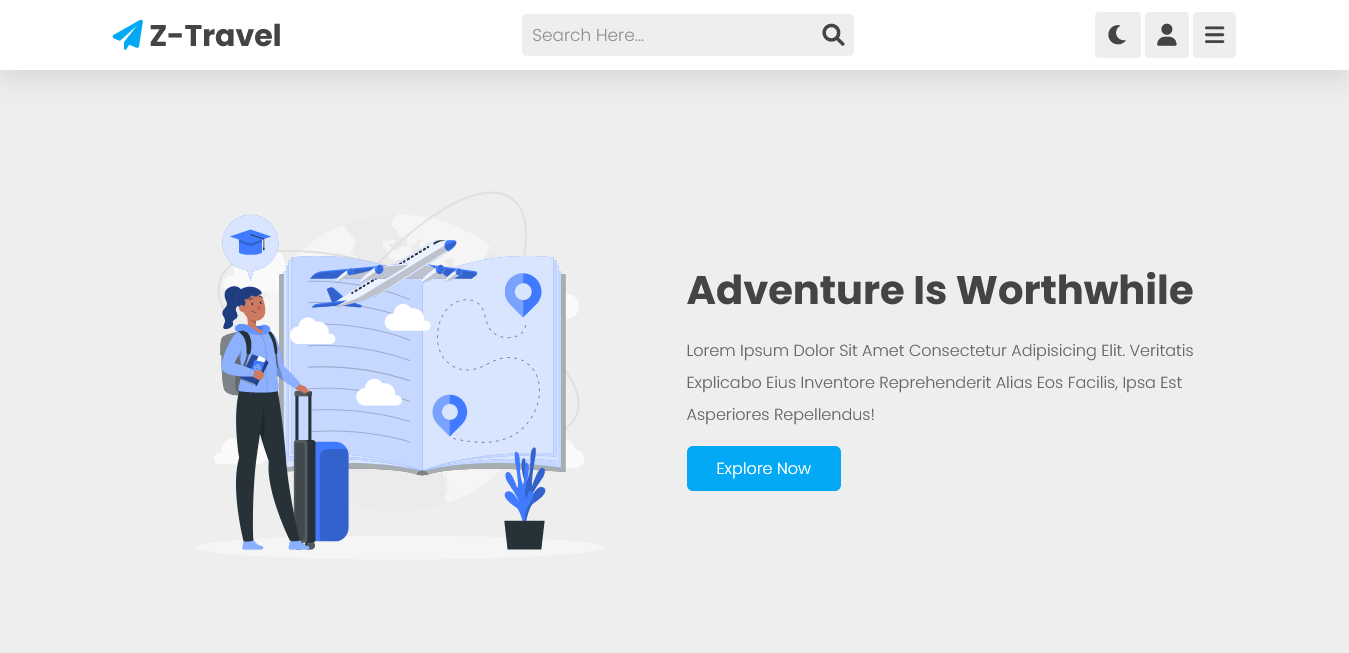 Z-Travel
Search Here...
Adventure Is Worthwhile
Lorem Ipsum Dolor Sit Amet Consectetur Adipisicing Elit. Veritatis
Explicabo Eius Inventore Reprehenderit Alias Eos Facilis, Ipsa Est
Asperiores Repellendus!
Explore Now